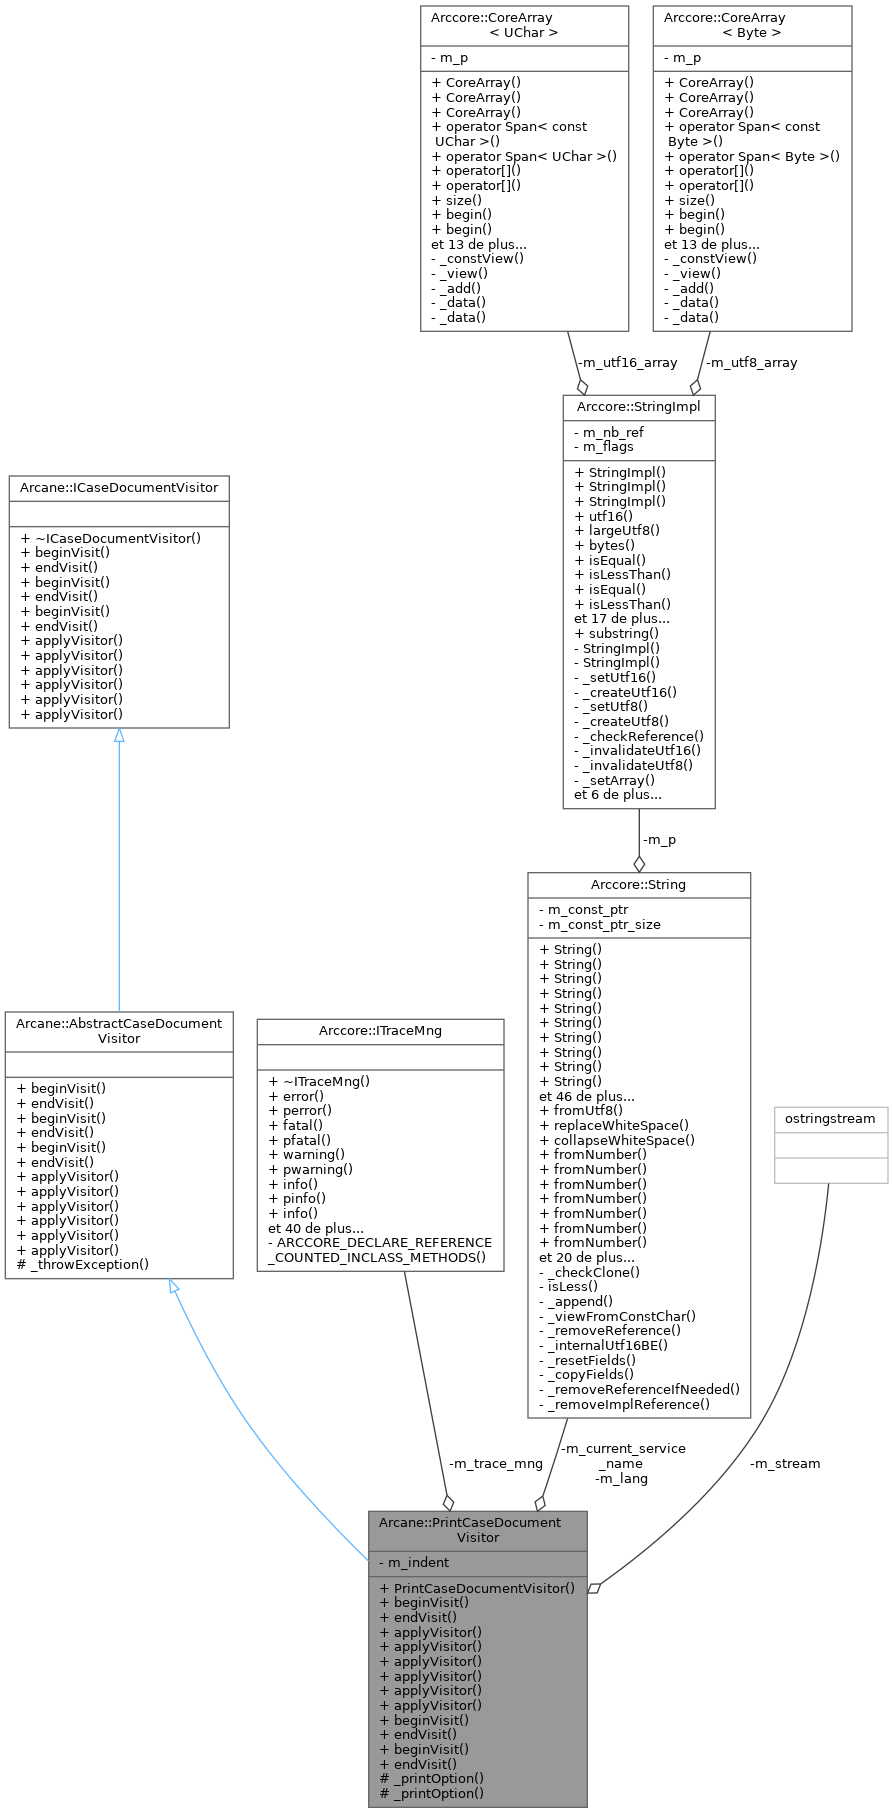 Arccore::CoreArray
< UChar >
- m_p
+ CoreArray()
+ CoreArray()
+ CoreArray()
+ operator Span< const
UChar >()
+ operator Span< UChar >()
+ operator[]()
+ operator[]()
+ size()
+ begin()
+ begin()
et 13 de plus...
- _constView()
- _view()
- _add()
- _data()
- _data()
Arccore::CoreArray
< Byte >
- m_p
+ CoreArray()
+ CoreArray()
+ CoreArray()
+ operator Span< const
Byte >()
+ operator Span< Byte >()
+ operator[]()
+ operator[]()
+ size()
+ begin()
+ begin()
et 13 de plus...
- _constView()
- _view()
- _add()
- _data()
- _data()
-m_utf16_array
-m_utf8_array
Arccore::StringImpl
- m_nb_ref
- m_flags
+ StringImpl()
+ StringImpl()
+ StringImpl()
+ utf16()
+ largeUtf8()
+ bytes()
+ isEqual()
+ isLessThan()
+ isEqual()
+ isLessThan()
et 17 de plus...
+ substring()
- StringImpl()
- StringImpl()
- _setUtf16()
- _createUtf16()
- _setUtf8()
- _createUtf8()
- _checkReference()
- _invalidateUtf16()
- _invalidateUtf8()
- _setArray()
et 6 de plus...
Arcane::ICaseDocumentVisitor
+ ~ICaseDocumentVisitor()
+ beginVisit()
+ endVisit()
+ beginVisit()
+ endVisit()
+ beginVisit()
+ endVisit()
+ applyVisitor()
+ applyVisitor()
+ applyVisitor()
+ applyVisitor()
+ applyVisitor()
+ applyVisitor()
-m_p
Arcane::AbstractCaseDocument
Visitor
+ beginVisit()
+ endVisit()
+ beginVisit()
+ endVisit()
+ beginVisit()
+ endVisit()
+ applyVisitor()
+ applyVisitor()
+ applyVisitor()
+ applyVisitor()
+ applyVisitor()
+ applyVisitor()
# _throwException()
Arccore::ITraceMng
+ ~ITraceMng()
+ error()
+ perror()
+ fatal()
+ pfatal()
+ warning()
+ pwarning()
+ info()
+ pinfo()
+ info()
et 40 de plus...
- ARCCORE_DECLARE_REFERENCE
_COUNTED_INCLASS_METHODS()
Arccore::String
- m_const_ptr
- m_const_ptr_size
+ String()
+ String()
+ String()
+ String()
+ String()
+ String()
+ String()
+ String()
+ String()
+ String()
et 46 de plus...
+ fromUtf8()
+ replaceWhiteSpace()
+ collapseWhiteSpace()
+ fromNumber()
+ fromNumber()
+ fromNumber()
+ fromNumber()
+ fromNumber()
+ fromNumber()
+ fromNumber()
et 20 de plus...
- _checkClone()
- isLess()
- _append()
- _viewFromConstChar()
- _removeReference()
- _internalUtf16BE()
- _resetFields()
- _copyFields()
- _removeReferenceIfNeeded()
- _removeImplReference()
ostringstream
-m_trace_mng
-m_current_service
_name
-m_lang
-m_stream
Arcane::PrintCaseDocument
Visitor
- m_indent
+ PrintCaseDocumentVisitor()
+ beginVisit()
+ endVisit()
+ applyVisitor()
+ applyVisitor()
+ applyVisitor()
+ applyVisitor()
+ applyVisitor()
+ applyVisitor()
+ beginVisit()
+ endVisit()
+ beginVisit()
+ endVisit()
# _printOption()
# _printOption()